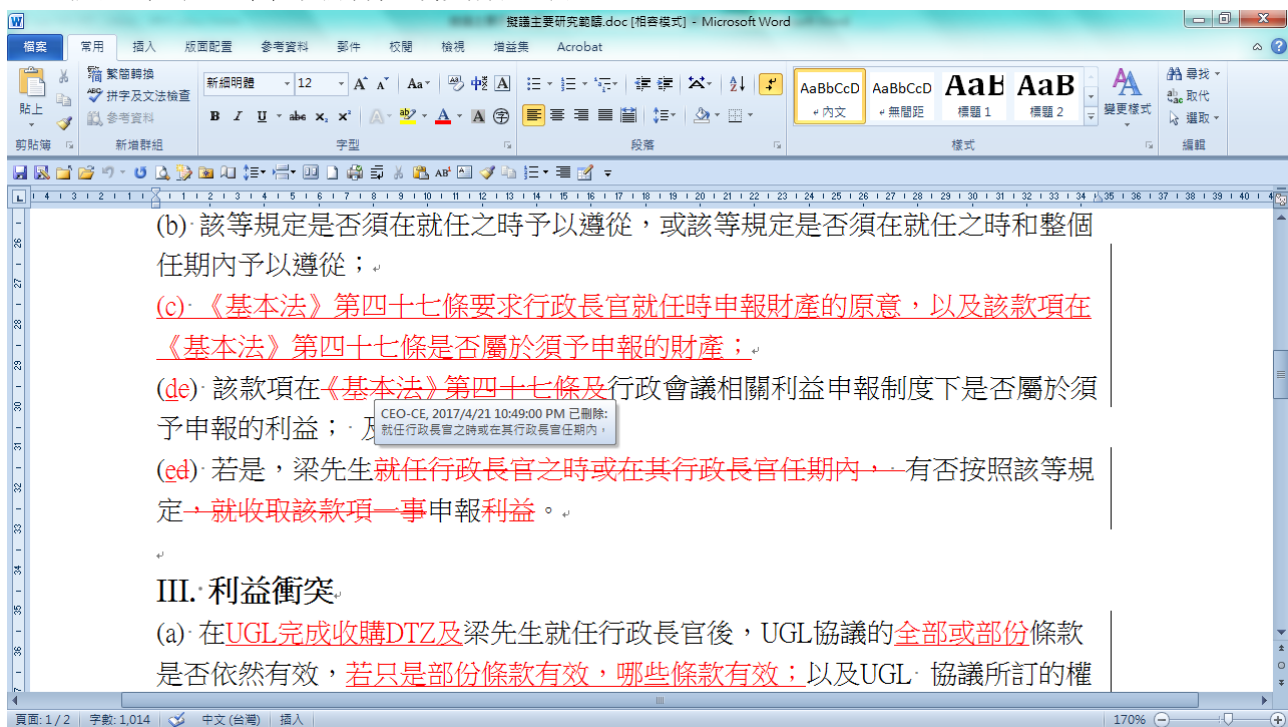 擬議主要研究範疇.doc [相容模式] - Microsoft Word
檔案 常用 插入 版面配置 參考資料 郵件 校閱 檢視 增益集 Acrobat
繁簡轉換
拼字及文法檢查
參考資料
貼上
新細明體 12
AaBbCcD AaBbCcD AaB AaB
內文 無間距 標題 1 標題 2
變更樣式
尋找
取代
選取
剪貼簿 新增群組 字型 段落 樣式 編輯
(b) 該等規定是否須在就任之時予以遵從，或該等規定是否須在就任之時和整個
任期內予以遵從；
(c) 《基本法》第四十七條要求行政長官就任時申報財產的原意，以及該款項在
《基本法》第四十七條是否屬於須予申報的財產；
(de) 該款項在《基本法》第四十七條及行政會議相關利益申報制度下是否屬於須
予申報的利益；
CEO-CE, 2017/4/21 10:49:00 PM 已刪除:
就任行政長官之時或在其行政長官任期內，
(ed) 若是，梁先生就任行政長官之時或在其行政長官任期內，有否按照該等規
定，就收取該款項一事申報利益。
III. 利益衝突
(a) 在UGL完成收購DTZ及梁先生就任行政長官後，UGL協議的全部或部份條款
是否依然有效，若只是部份條款有效，哪些條款有效；以及UGL 協議所訂的權
頁面: 1 / 2 字數: 1,014 中文 (台灣) 插入 170%